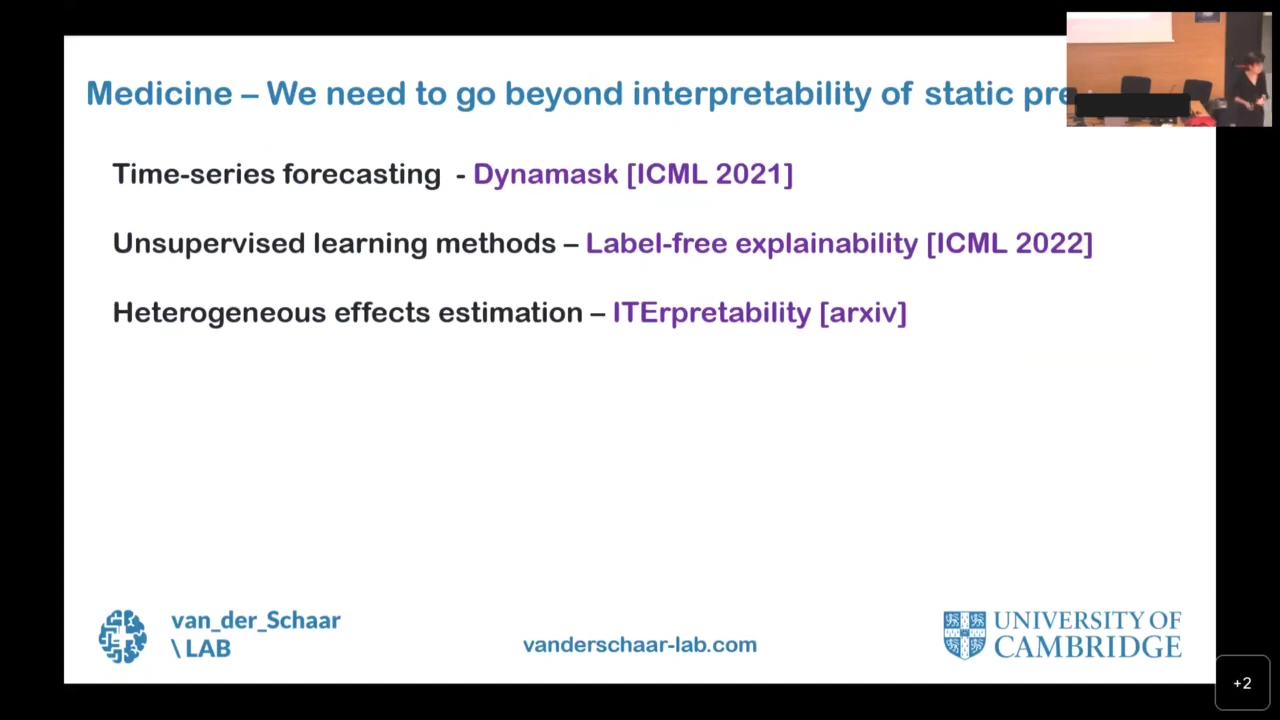 Medicine – We need to go beyond interpretability of static pre
Time-series forecasting - Dynamask [ICML 2021]
Unsupervised learning methods – Label-free explainability [ICML 2022]
Heterogeneous effects estimation – ITErpretability [arxiv]
van_der_Schaar
\ LAB
vanderschaar-lab.com
UNIVERSITY OF
CAMBRIDGE
+2